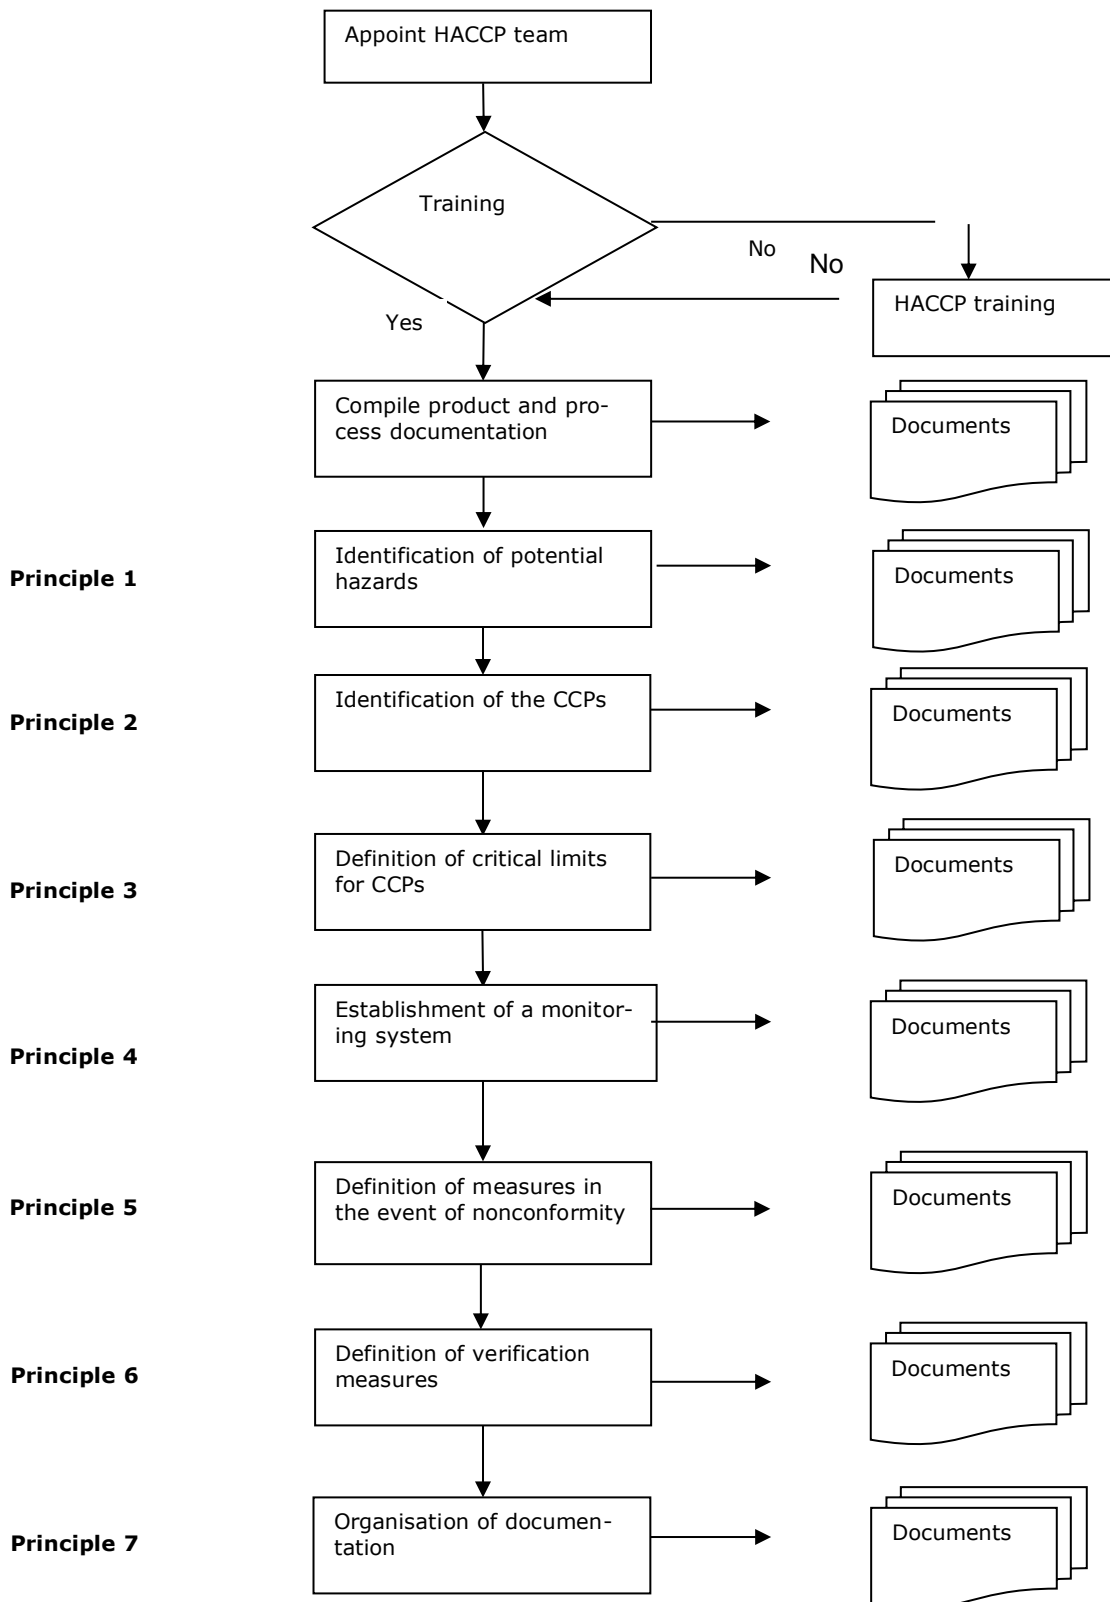 Appoint HACCP team
Training
No
No
HACCP training
Yes
Compile product and pro-
cess documentation
Documents
Principle 1
Identification of potential
hazards
Documents
Principle 2
Identification of the CCPs
Documents
Principle 3
Definition of critical limits
for CCPs
Documents
Principle 4
Establishment of a monitor-
ing system
Documents
Principle 5
Definition of measures in
the event of nonconformity
Documents
Principle 6
Definition of verification
measures
Documents
Principle 7
Organisation of documen-
tation
Documents